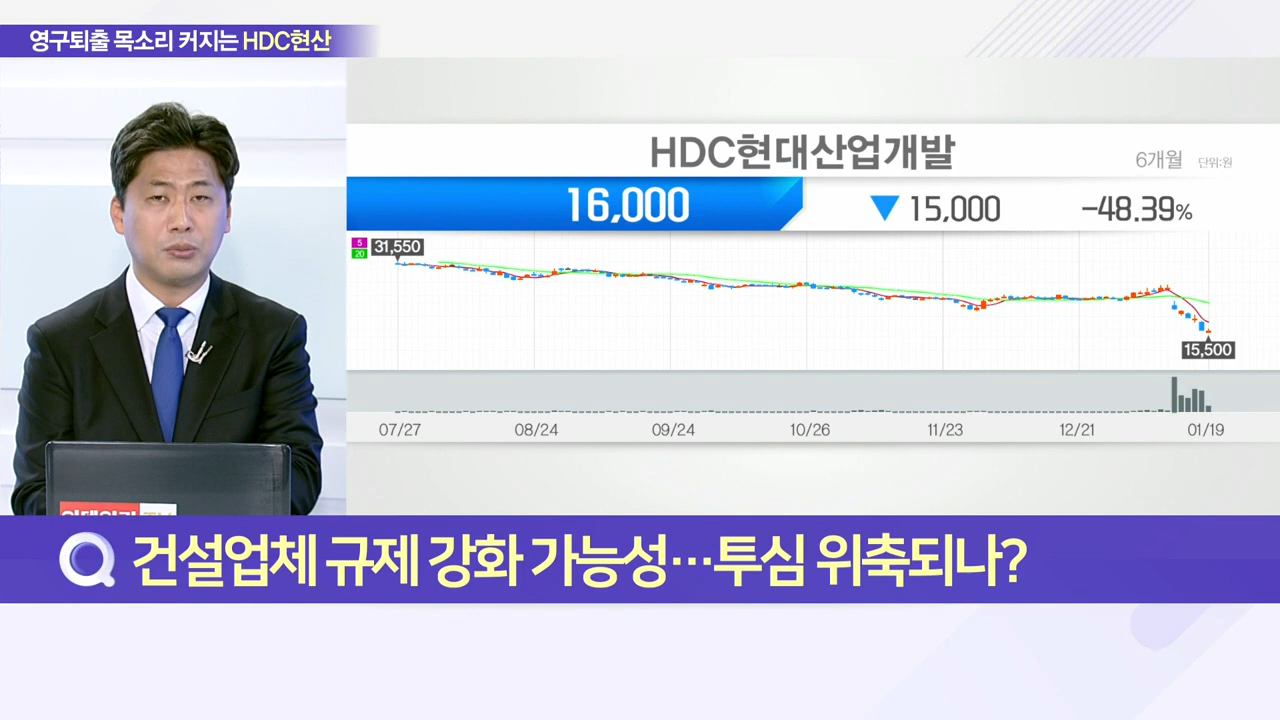 영구퇴출 목소리 커지는 HDC현산
HDC현대산업개발
6개월 단위:원
16,000 ▼ 15,000 -48.39%
5
20
31,550
15,500
07/27 08/24 09/24 10/26 11/23 12/21 01/19
Q 건설업체 규제 강화 가능성…투심 위축되나?